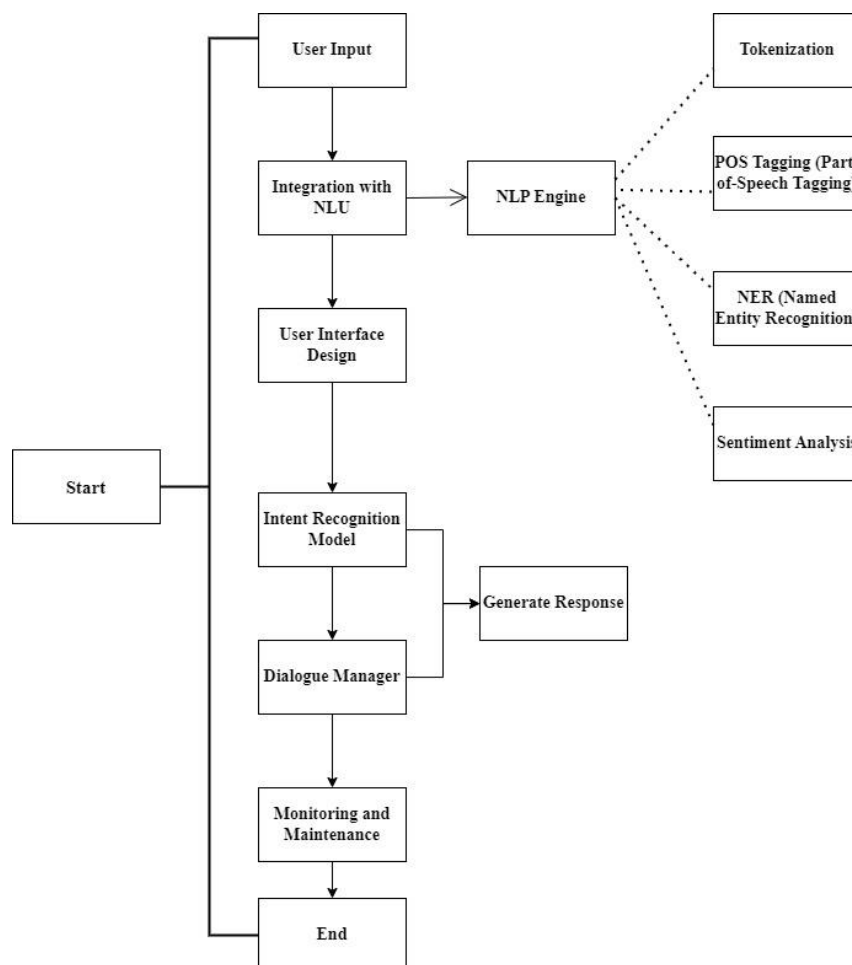 User Input
Tokenization
Integration with
NLU
NLP Engine
POS Tagging (Part
of-Speech Tagging)
User Interface
Design
NER (Named
Entity Recognition
Start
Sentiment Analysis
Intent Recognition
Model
Generate Response
Dialogue Manager
Monitoring and
Maintenance
End